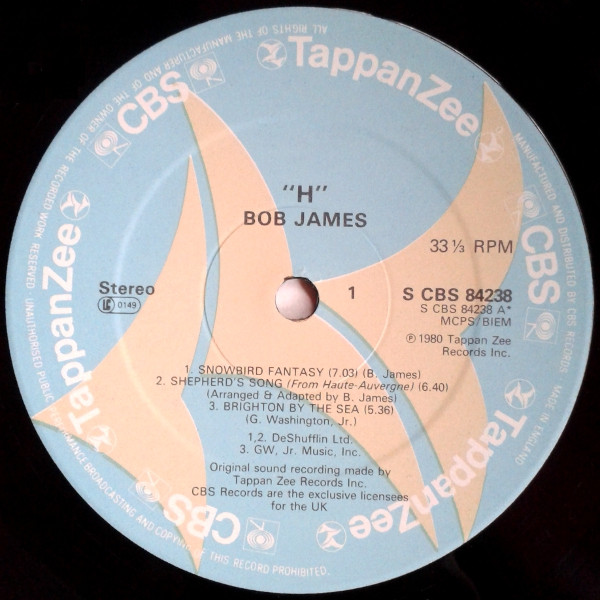 TappanZee
CBS
"H"
BOB JAMES
33 1/3 RPM
Stereo
LC 0149
1
S CBS 84238
S CBS 84238 A*
MCPS/BIEM
Ⓟ 1980 Tappan Zee
Records Inc.
1. SNOWBIRD FANTASY (7.03) (B. James)
2. SHEPHERD'S SONG (From Haute-Auvergne) (6.40)
(Arranged & Adapted by B. James)
3. BRIGHTON BY THE SEA (5.36)
(G. Washington, Jr.)
1,2. DeShufflin Ltd.
3. GW, Jr. Music, Inc.
Original sound recording made by
Tappan Zee Records Inc.
CBS Records are the exclusive licensees
for the UK
TappanZee
CBS
TappanZee
CBS
TappanZee
MANUFACTURED AND DISTRIBUTED BY CBS RECORDS
MADE IN ENGLAND
ALL RIGHTS OF THE MANUFACTURER AND OF THE OWNER OF THE RECORDED WORK RESERVED UNAUTHORISED PUBLIC PERFORMANCE BROADCASTING AND COPYING OF THIS RECORD PROHIBITED.